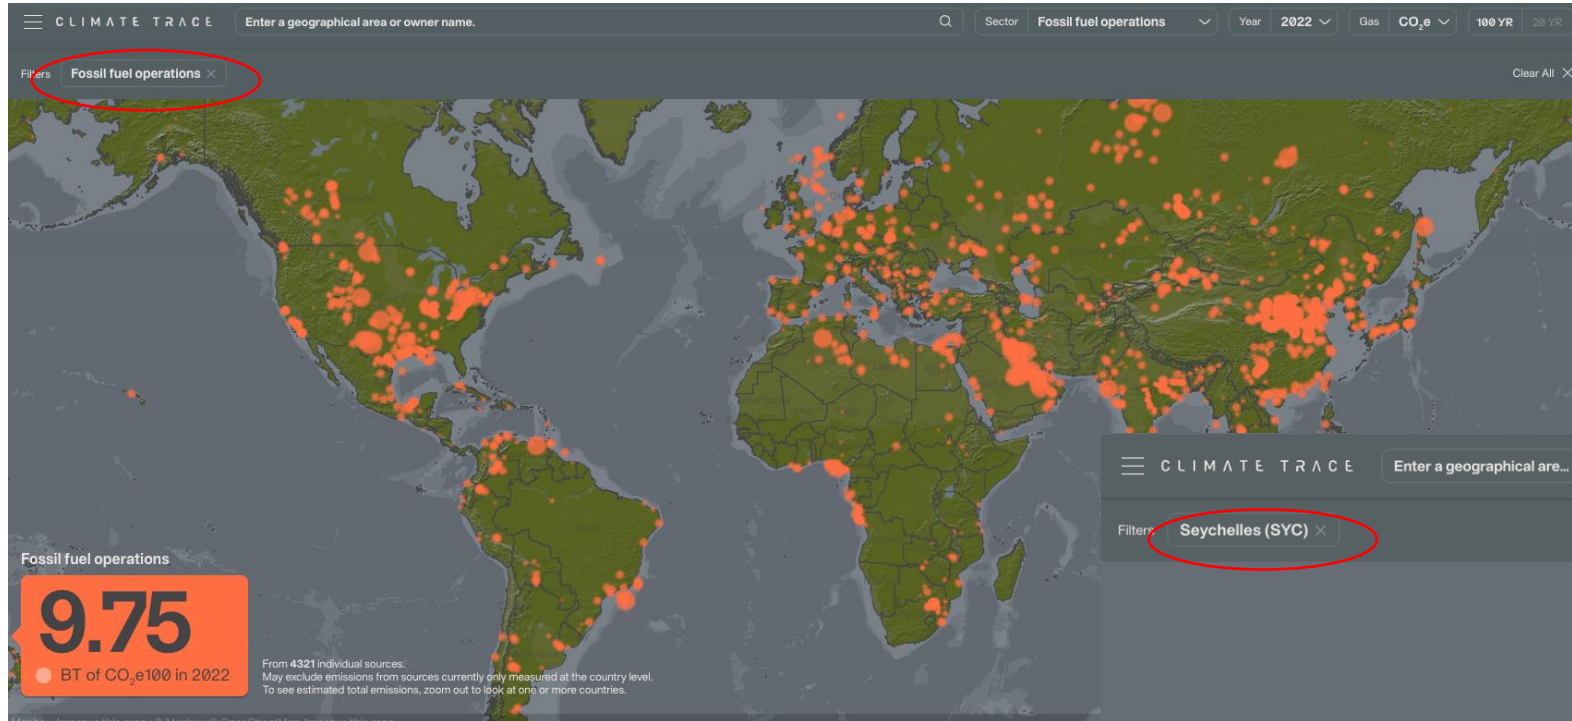 CLIMATE TRACE
Enter a geographical area or owner name.
Sector Fossil fuel operations
Year 2022
Gas CO₂e
100 YR 20 YR
Filters Fossil fuel operations ×
Clear All ×
CLIMATE TRACE
Enter a geographical are...
Filters Seychelles (SYC) ×
Fossil fuel operations
9.75
BT of CO₂e100 in 2022
From 4321 individual sources.
May exclude emissions from sources currently only measured at the country level.
To see estimated total emissions, zoom out to look at one or more countries.